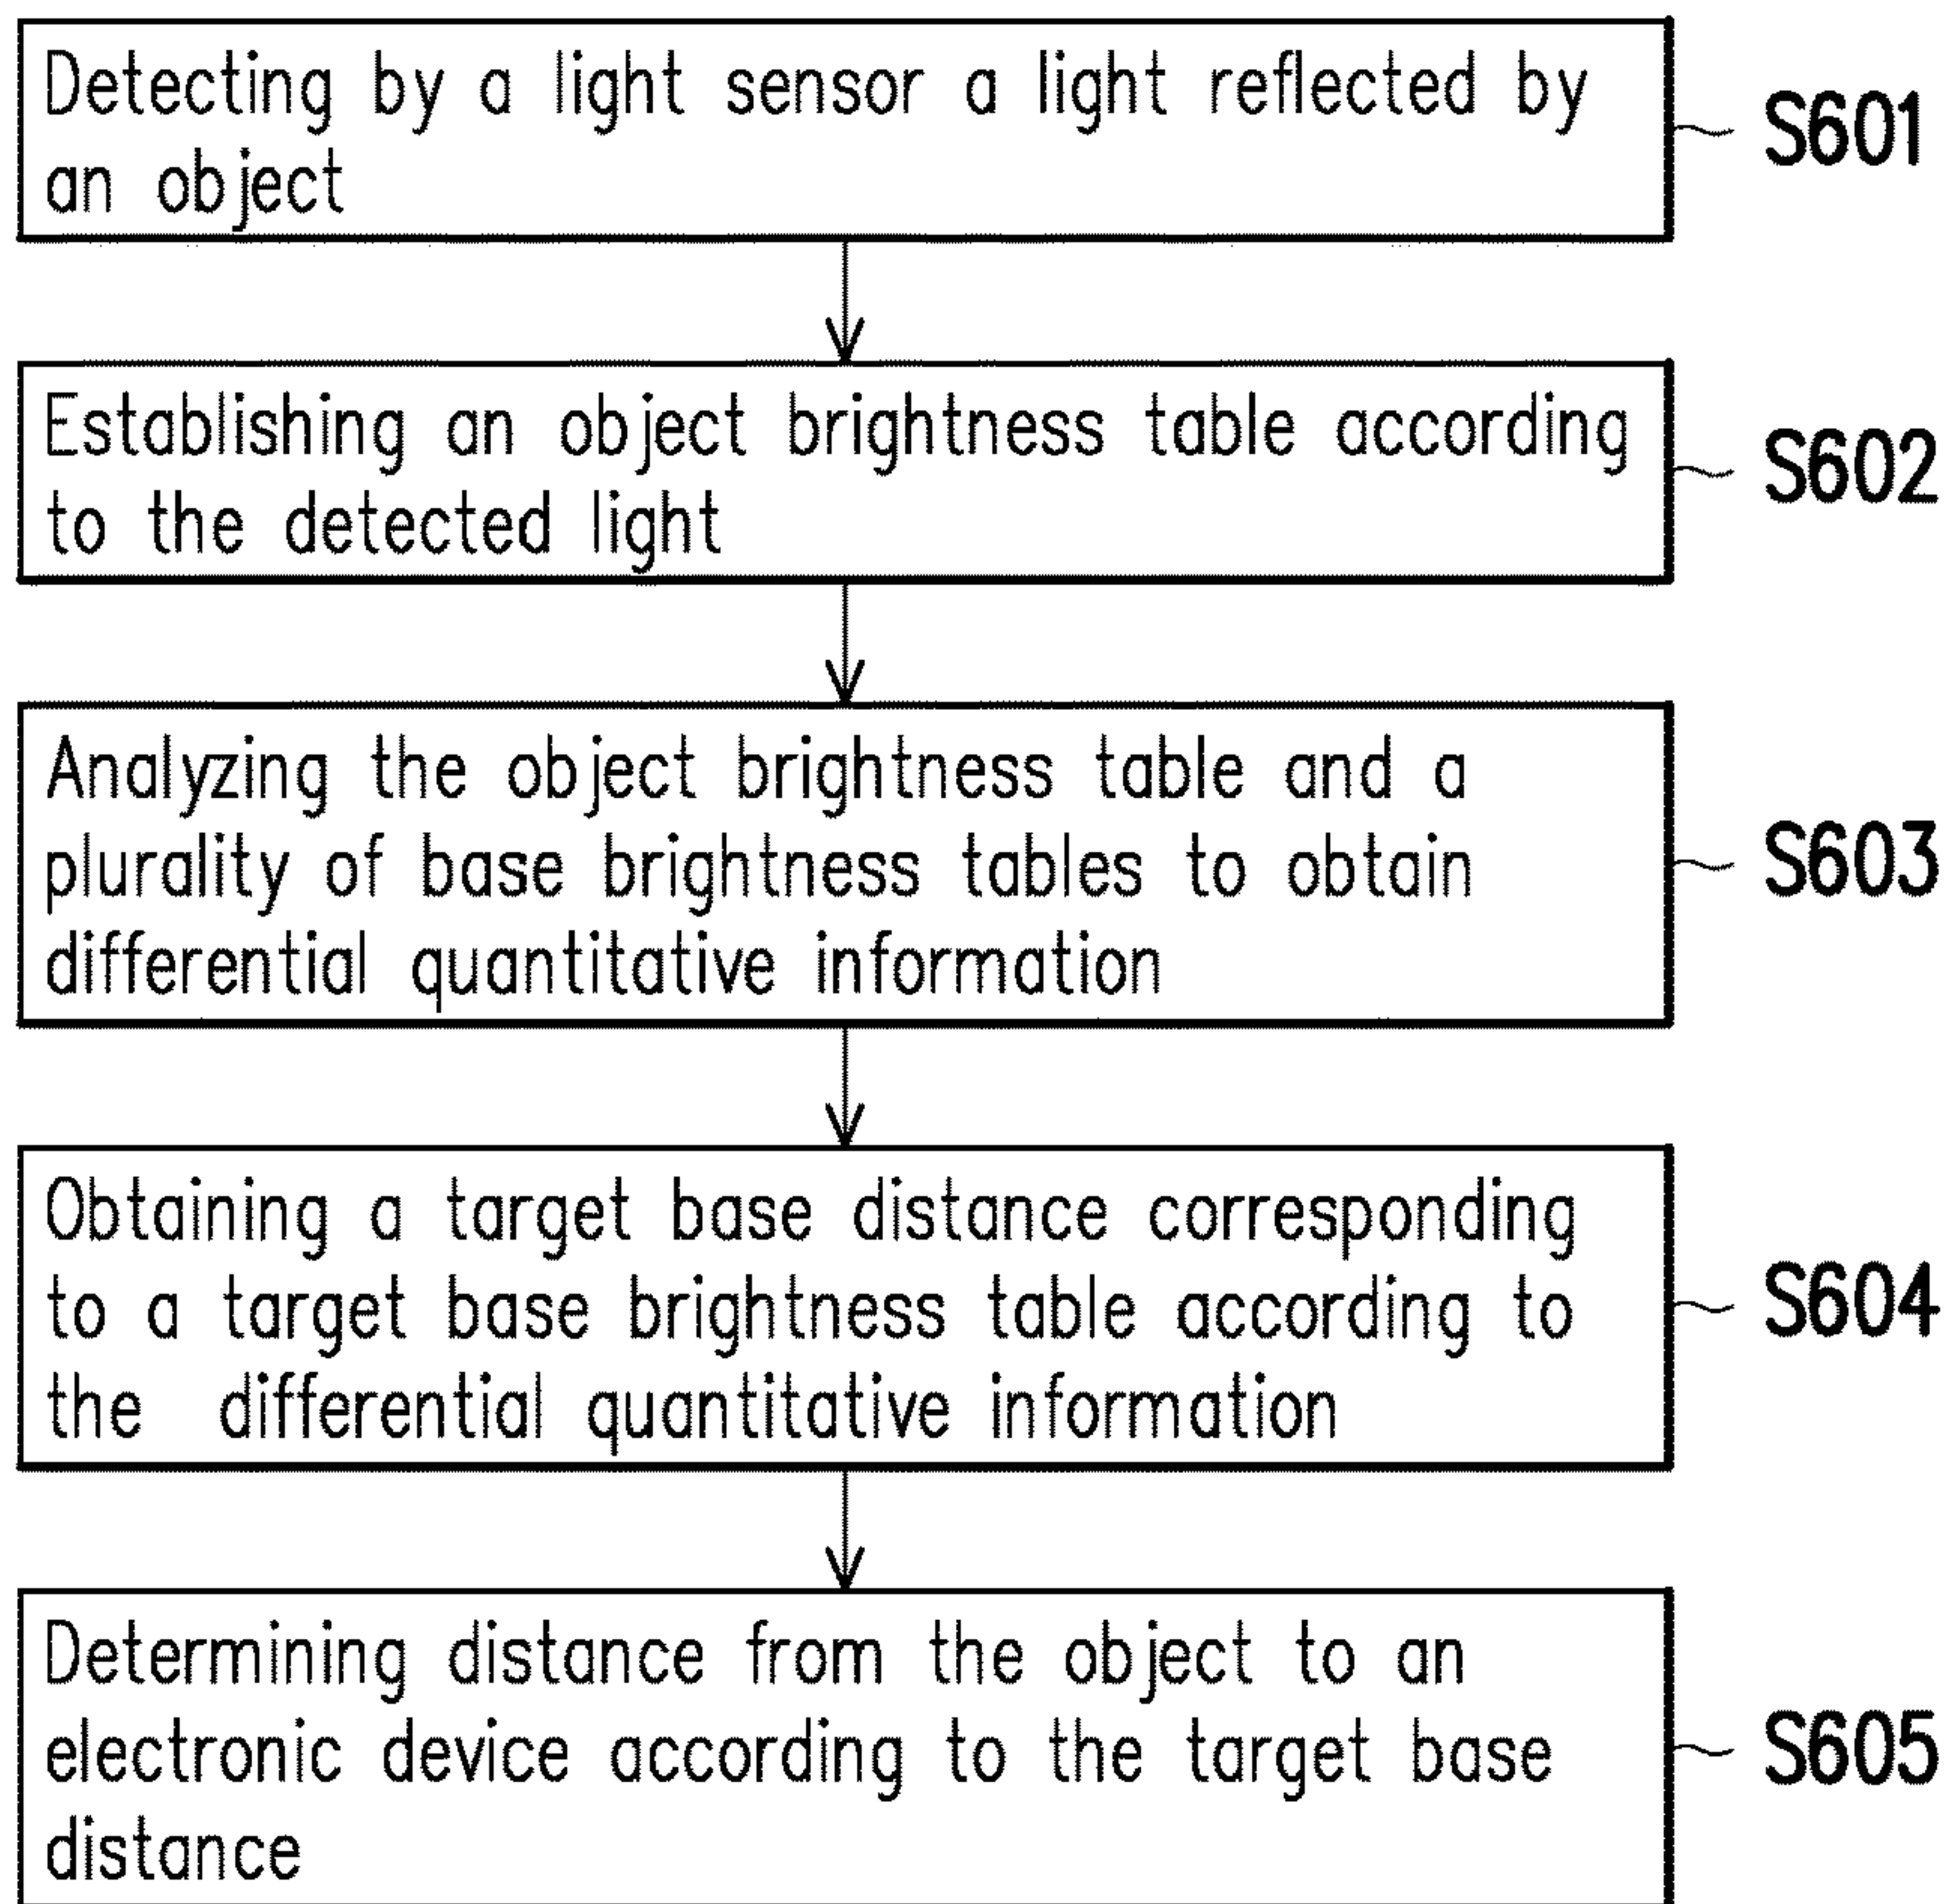 Detecting by a light sensor a light reflected by
an object
S601
Establishing an object brightness table according
to the detected light
S602
Analyzing the object brightness table and a
plurality of base brightness tables to obtain
differential quantitative information
S603
Obtaining a target base distance corresponding
to a target base brightness table according to
the differential quantitative information
S604
Determining distance from the object to an
electronic device according to the target base
distance
S605